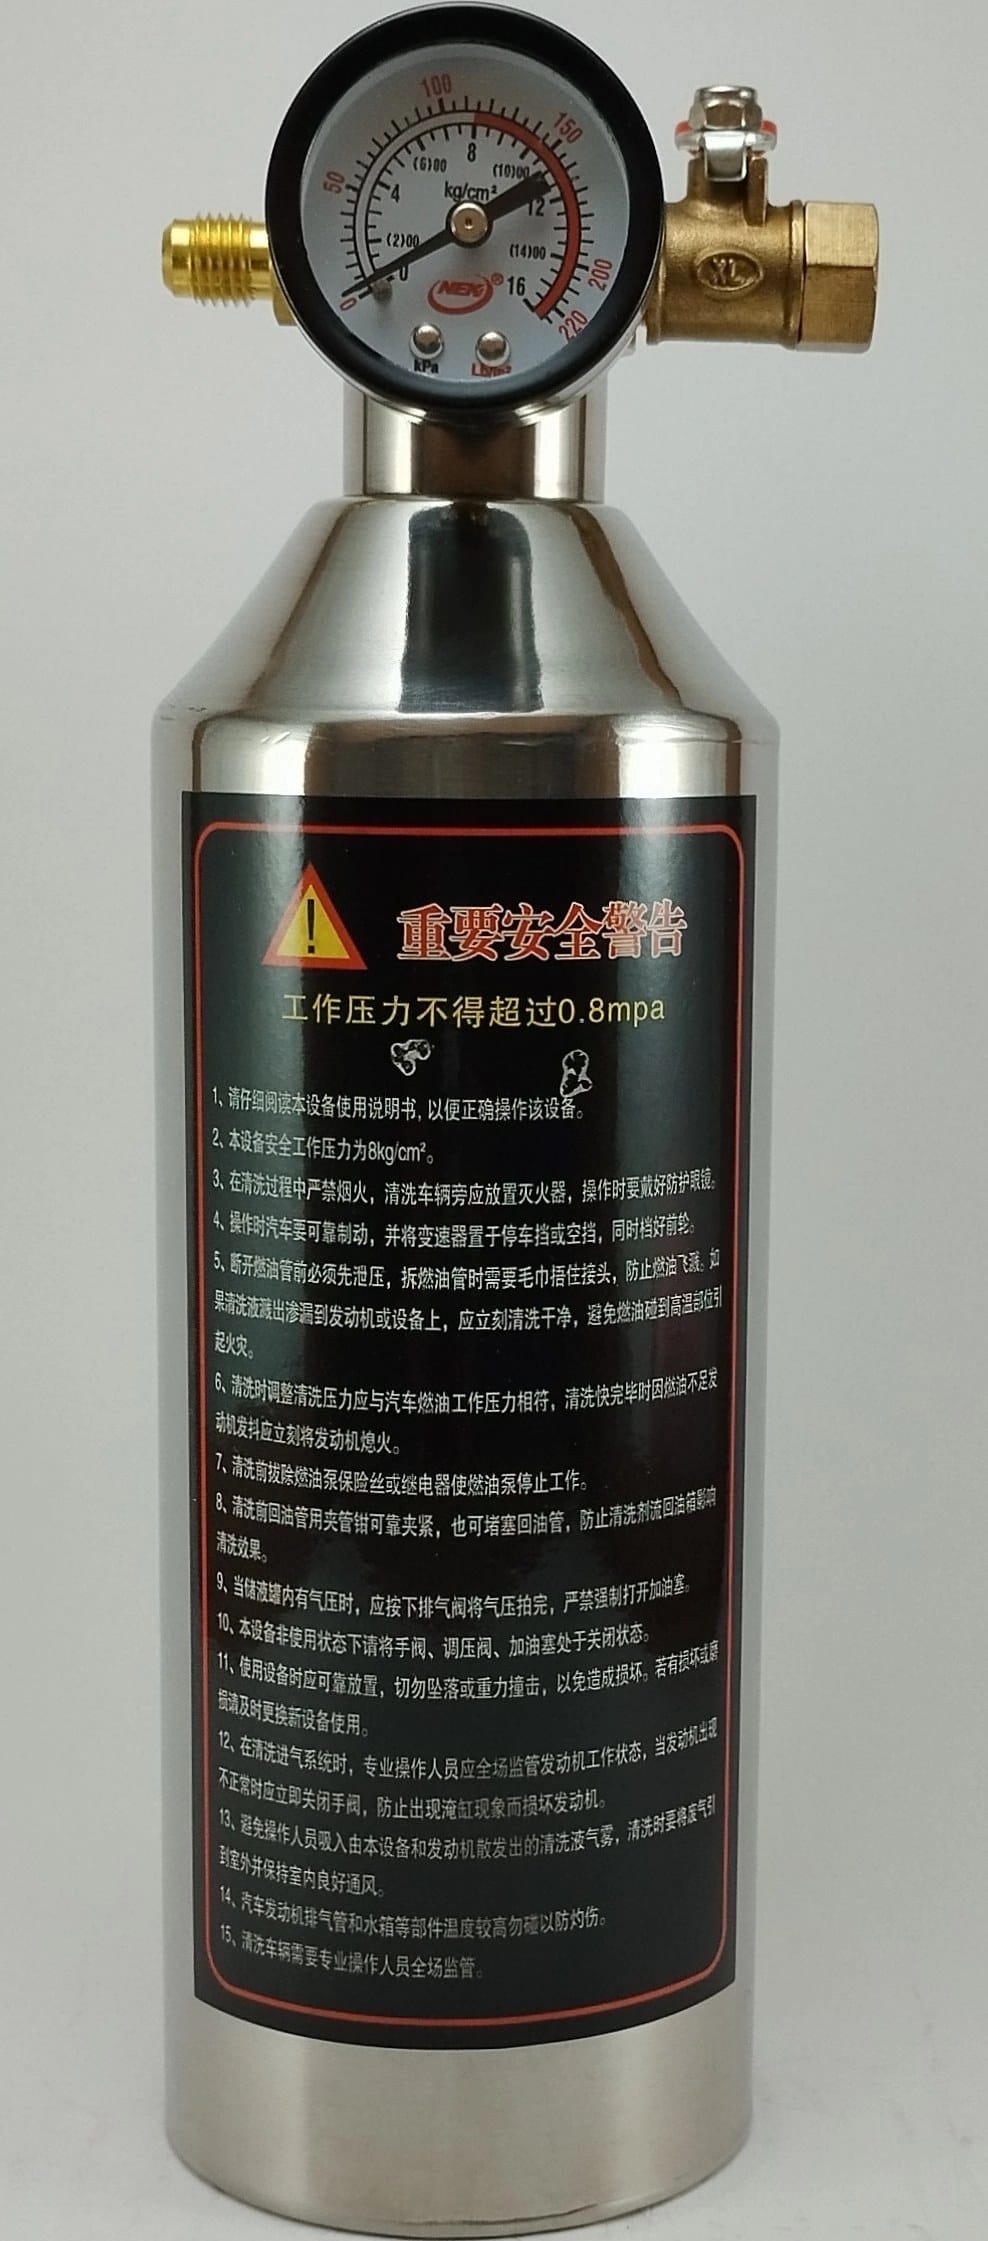 100
50
150
8
(6)00
(10)00
4
kg/cm²
12
(2)00
(14)00
0
200
NEK®
16
0
220
kPa
XL
重要安全警告
工作压力不得超过0.8mpa
1、请仔细阅读本设备使用说明书, 以便正确操作该设备。
2、本设备安全工作压力为8kg/cm²。
3、在清洗过程中严禁烟火，清洗车辆旁应放置灭火器，操作时要戴好防护眼镜。
4、操作时汽车要可靠制动，并将变速器置于停车挡或空挡，同时档好前轮。
5、断开燃油管前必须先泄压，拆燃油管时需要毛巾捂住接头，防止燃油飞溅。如
果清洗液溅出渗漏到发动机或设备上，应立刻清洗干净，避免燃油碰到高温部位引
起火灾。
6、清洗时调整清洗压力应与汽车燃油工作压力相符，清洗快完毕时因燃油不足发
动机发抖应立刻将发动机熄火。
7、清洗前拔除燃油泵保险丝或继电器使燃油泵停止工作。
8、清洗前回油管用夹管钳可靠夹紧，也可堵塞回油管，防止清洗剂流回油箱影响
清洗效果。
9、当储液罐内有气压时，应按下排气阀将气压拍完，严禁强制打开加油塞。
10、本设备非使用状态下请将手阀、调压阀、加油塞处于关闭状态。
11、使用设备时应可靠放置，切勿坠落或重力撞击，以免造成损坏。若有损坏或磨
损请及时更换新设备使用。
12、在清洗进气系统时，专业操作人员应全场监管发动机工作状态，当发动机出现
不正常时应立即关闭手阀，防止出现淹缸现象而损坏发动机。
13、避免操作人员吸入由本设备和发动机散发出的清洗液气雾，清洗时要将废气引
到室外并保持室内良好通风。
14、汽车发动机排气管和水箱等部件温度较高勿碰以防灼伤。
15、清洗车辆需要专业操作人员全场监管。